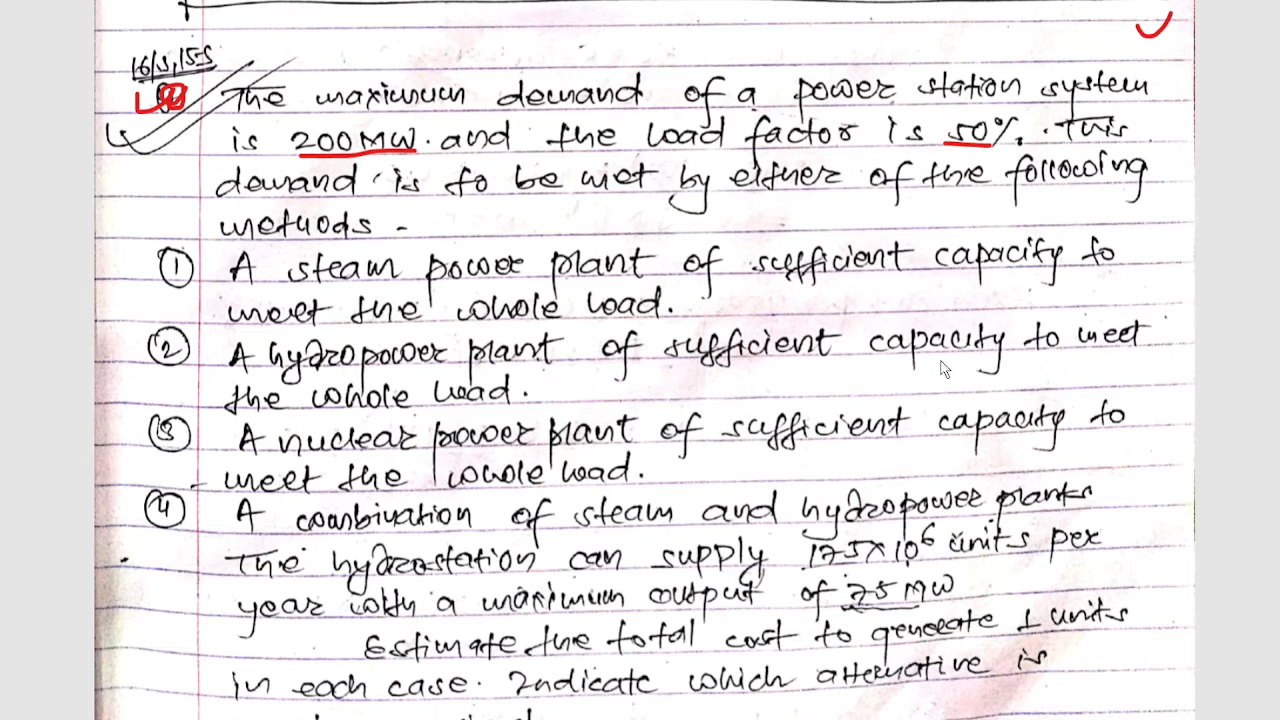 16/S, 15-S
The maximum demand of a power station system
is 200MW. and the load factor is 50%. This
demand is to be met by either of the following
methods -
① A steam power plant of sufficient capacity to
meet the whole load.
② A hydropower plant of sufficient capacity to meet
the whole load.
③ A nuclear power plant of sufficient capacity to
meet the whole load.
④ A combination of steam and hydropower plants
The hydrostation can supply 175×10⁶ units per
year with a maximum output of 75 MW
Estimate the total cost to generate 1 units
in each case. Indicate which alternative is